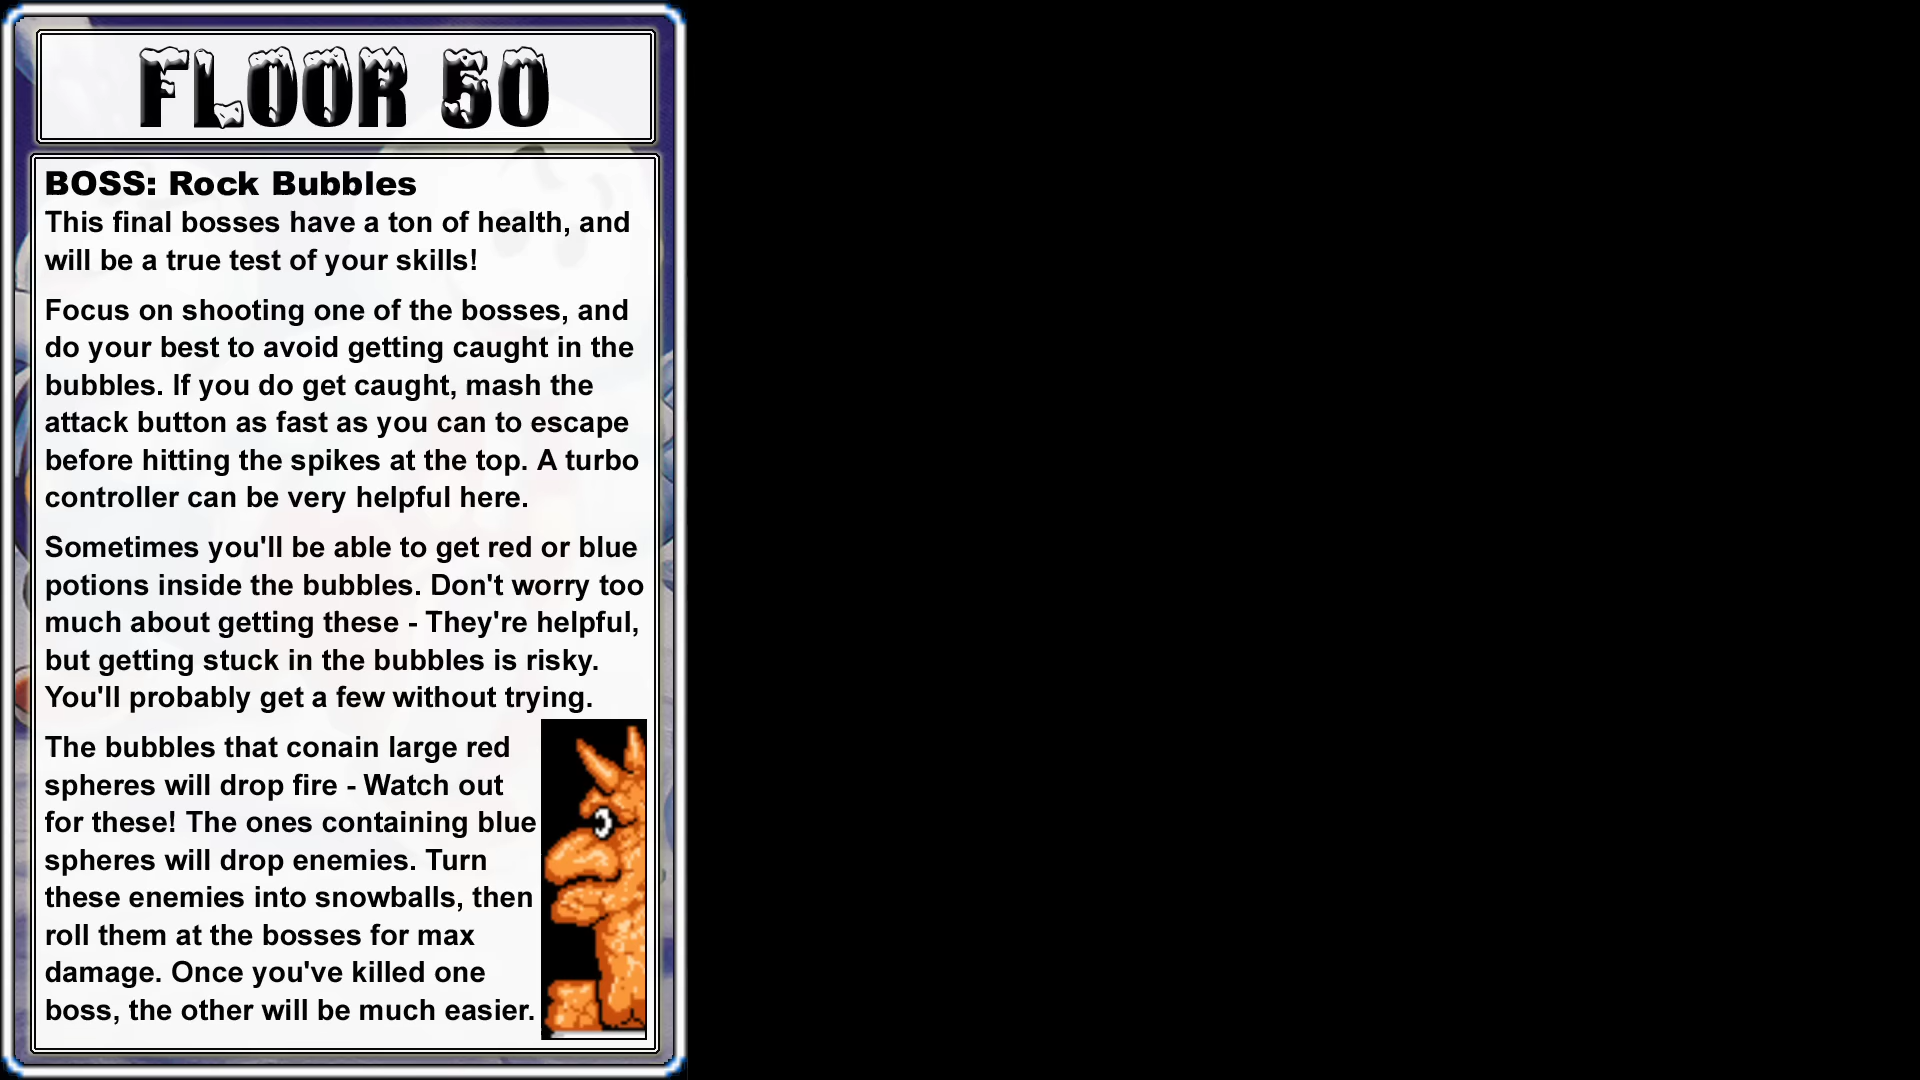 FLOOR 50
BOSS: Rock Bubbles
This final bosses have a ton of health, and
will be a true test of your skills!
Focus on shooting one of the bosses, and
do your best to avoid getting caught in the
bubbles. If you do get caught, mash the
attack button as fast as you can to escape
before hitting the spikes at the top. A turbo
controller can be very helpful here.
Sometimes you'll be able to get red or blue
potions inside the bubbles. Don't worry too
much about getting these - They're helpful,
but getting stuck in the bubbles is risky.
You'll probably get a few without trying.
The bubbles that conain large red
spheres will drop fire - Watch out
for these! The ones containing blue
spheres will drop enemies. Turn
these enemies into snowballs, then
roll them at the bosses for max
damage. Once you've killed one
boss, the other will be much easier.